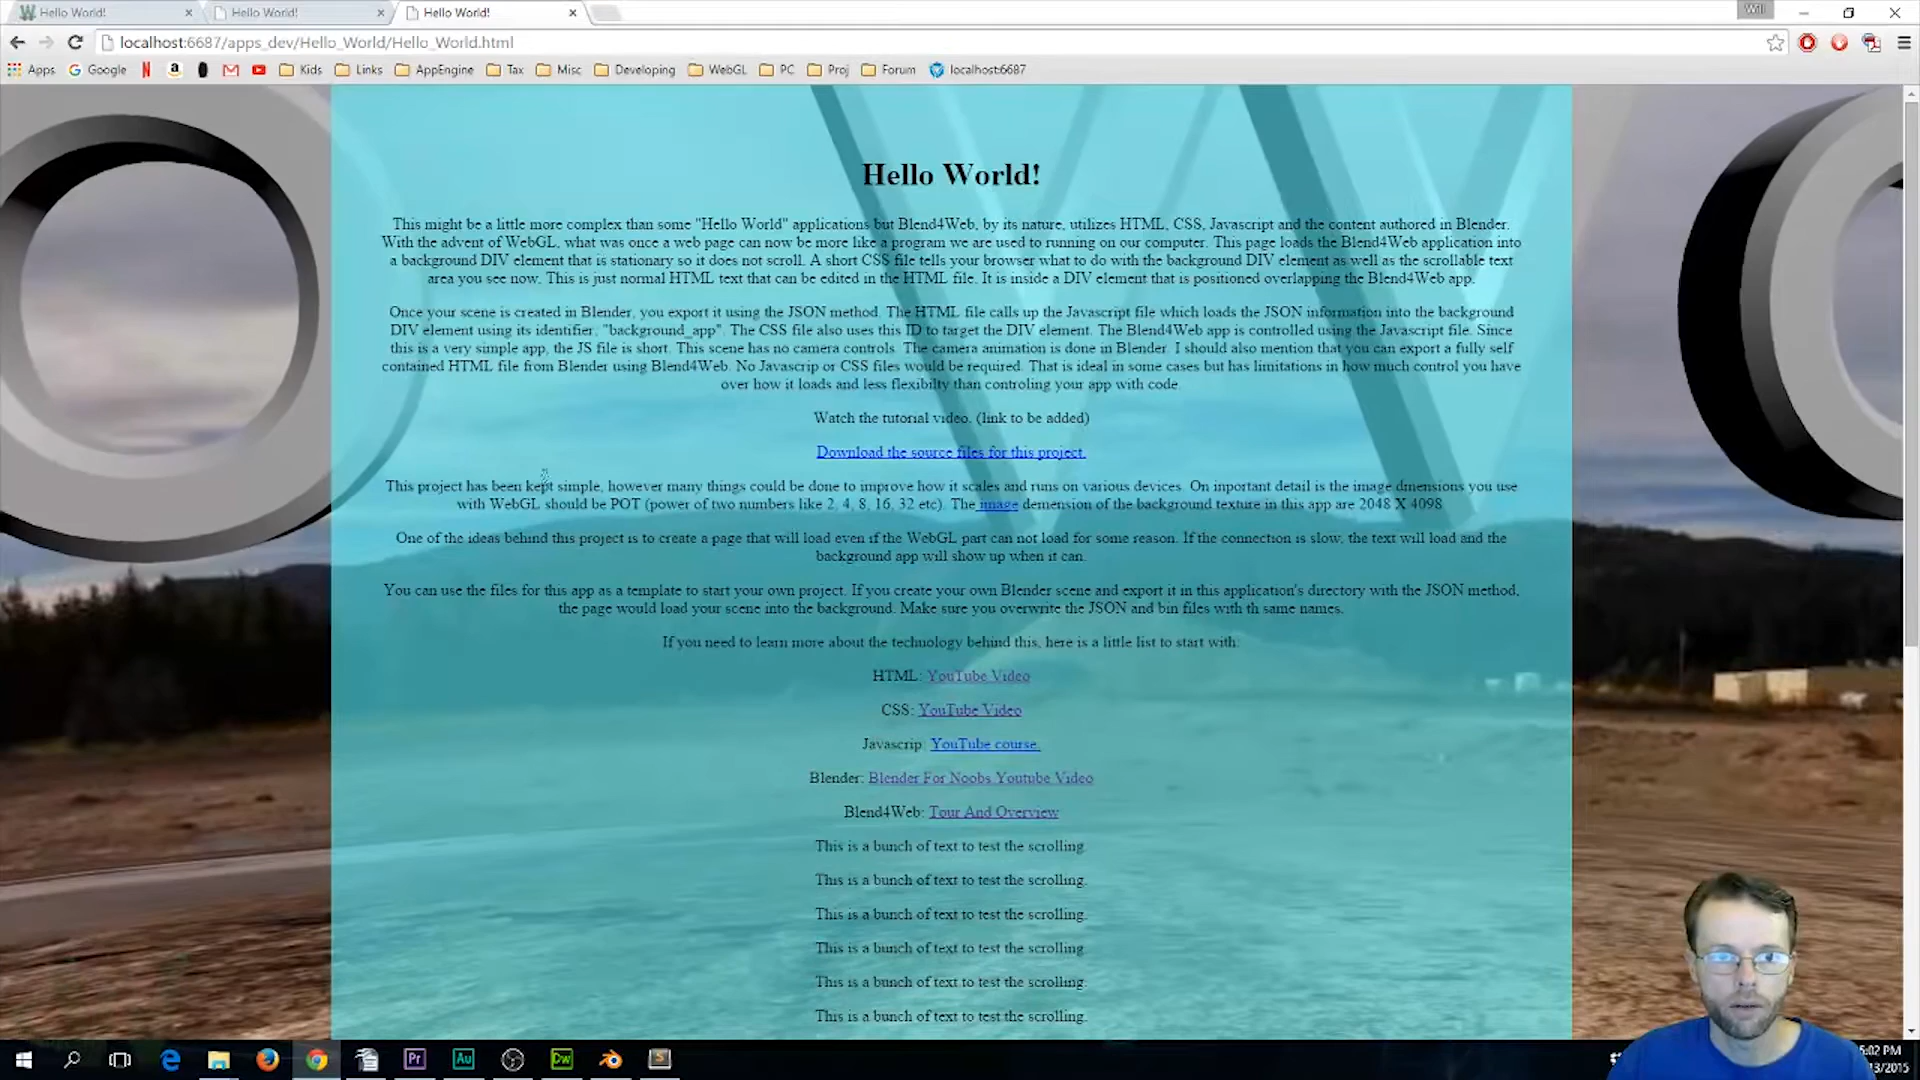 Hello World!
Hello World!
Hello World!
Will
localhost:6687/apps_dev/Hello_World/Hello_World.html
Apps Google Kids Links AppEngine Tax Misc Developing WebGL PC Proj Forum localhost:6687
Hello World!
This might be a little more complex than some "Hello World" applications but Blend4Web, by its nature, utilizes HTML, CSS, Javascript and the content authored in Blender.
With the advent of WebGL, what was once a web page can now be more like a program we are used to running on our computer. This page loads the Blend4Web application into
a background DIV element that is stationary so it does not scroll. A short CSS file tells your browser what to do with the background DIV element as well as the scrollable text
area you see now. This is just normal HTML text that can be edited in the HTML file. It is inside a DIV element that is positioned overlapping the Blend4Web app.
Once your scene is created in Blender, you export it using the JSON method. The HTML file calls up the Javascript file which loads the JSON information into the background
DIV element using its identifier, "background_app". The CSS file also uses this ID to target the DIV element. The Blend4Web app is controlled using the Javascript file. Since
this is a very simple app, the JS file is short. This scene has no camera controls. The camera animation is done in Blender. I should also mention that you can export a fully self
contained HTML file from Blender using Blend4Web. No Javascrip or CSS files would be required. That is ideal in some cases but has limitations in how much control you have
over how it loads and less flexibilty than controling your app with code.
Watch the tutorial video. (link to be added)
Download the source files for this project.
This project has been kept simple, however many things could be done to improve how it scales and runs on various devices. On inportant detail is the image dmensions you use
with WebGL should be POT (power of two numbers like 2, 4, 8, 16, 32 etc). The image demension of the background texture in this app are 2048 X 4098
One of the ideas behind this project is to create a page that will load even if the WebGL part can not load for some reason. If the connection is slow, the text will load and the
background app will show up when it can.
You can use the files for this app as a template to start your own project. If you create your own Blender scene and export it in this application's directory with the JSON method,
the page would load your scene into the background. Make sure you overwrite the JSON and bin files with th same names.
If you need to learn more about the technology behind this, here is a little list to start with:
HTML: YouTube Video
CSS: YouTube Video
Javascrip: YouTube course.
Blender: Blender For Noobs Youtube Video
Blend4Web: Tour And Overview
This is a bunch of text to test the scrolling.
This is a bunch of text to test the scrolling.
This is a bunch of text to test the scrolling.
This is a bunch of text to test the scrolling.
This is a bunch of text to test the scrolling.
This is a bunch of text to test the scrolling.
Pr Au Dw S
5:02 PM
13/2015